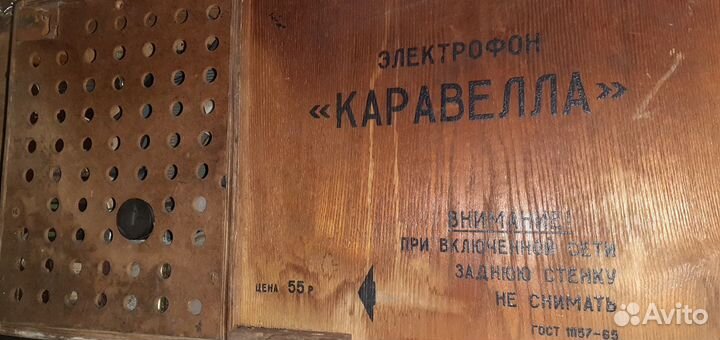 ЭЛЕКТРОФОН
«КАРАВЕЛЛА»
ВНИМАНИЕ!
ПРИ ВКЛЮЧЕННОЙ СЕТИ
ЗАДНЮЮ СТЕНКУ
НЕ СНИМАТЬ
ЦЕНА 55 Р
ГОСТ 11157-65
Avito